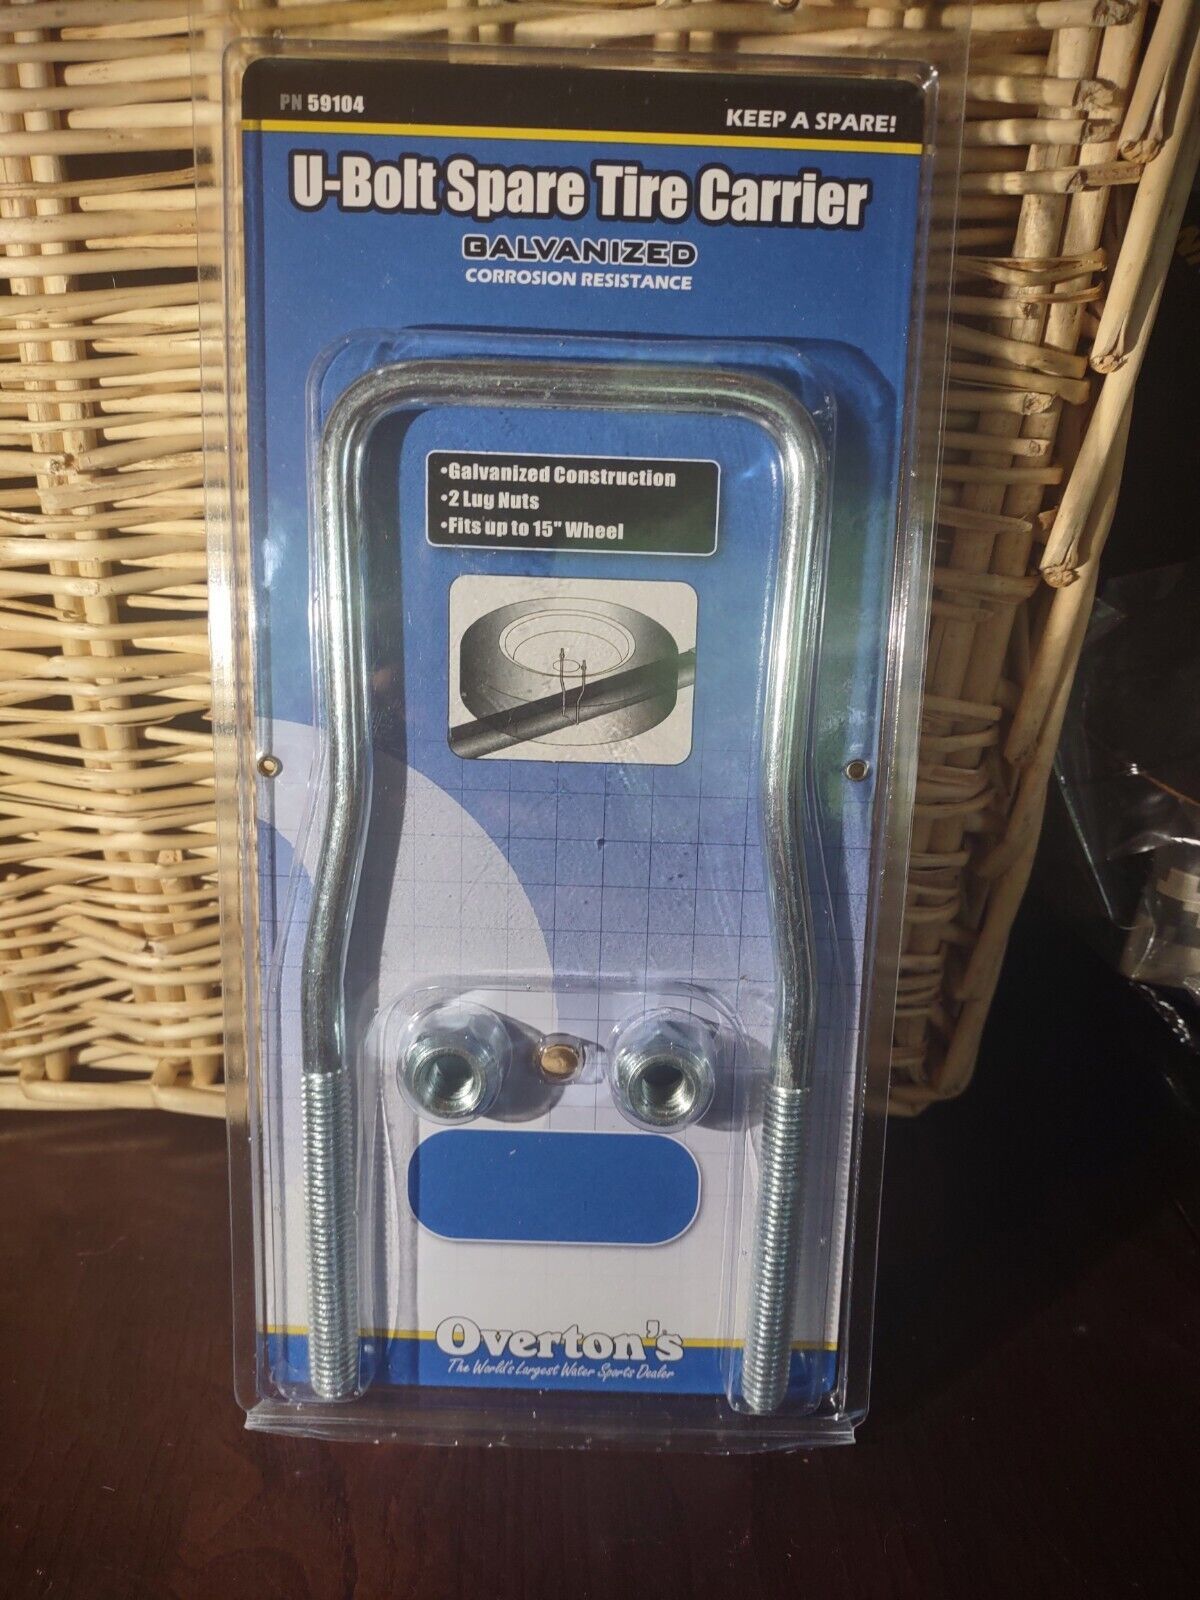 PN 59104
KEEP A SPARE!
U-Bolt Spare Tire Carrier
GALVANIZED
CORROSION RESISTANCE
•Galvanized Construction
•2 Lug Nuts
•Fits up to 15" Wheel
Overton's
The World's Largest Water Sports Dealer